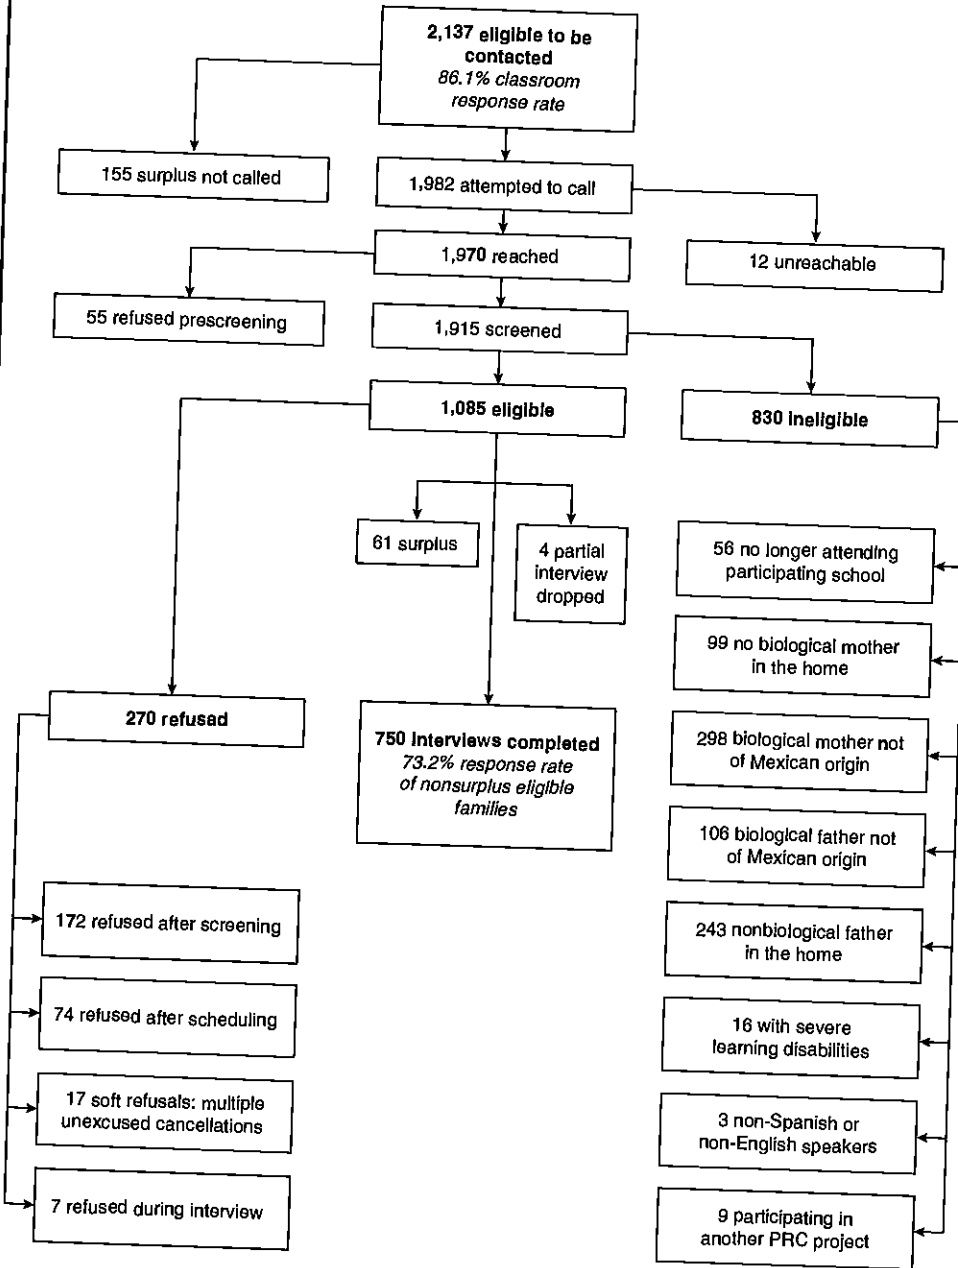 2,137 eligible to be
contacted
86.1% classroom
response rate
155 surplus not called
1,982 attempted to call
1,970 reached
12 unreachable
55 refused prescreening
1,915 screened
1,085 eligible
830 ineligible
61 surplus
4 partial
interview
dropped
56 no longer attending
participating school
99 no biological mother
in the home
270 refusad
750 Interviews completed
73.2% response rate
of nonsurplus eligible
families
298 biological mother not
of Mexican origin
106 biological father not
of Mexican origin
172 refused after screening
243 nonbiological father
in the home
74 refused after scheduling
16 with severe
learning disabilities
17 soft refusals: multiple
unexcused cancellations
3 non-Spanish or
non-English speakers
7 refused during interview
9 participating in
another PRC project